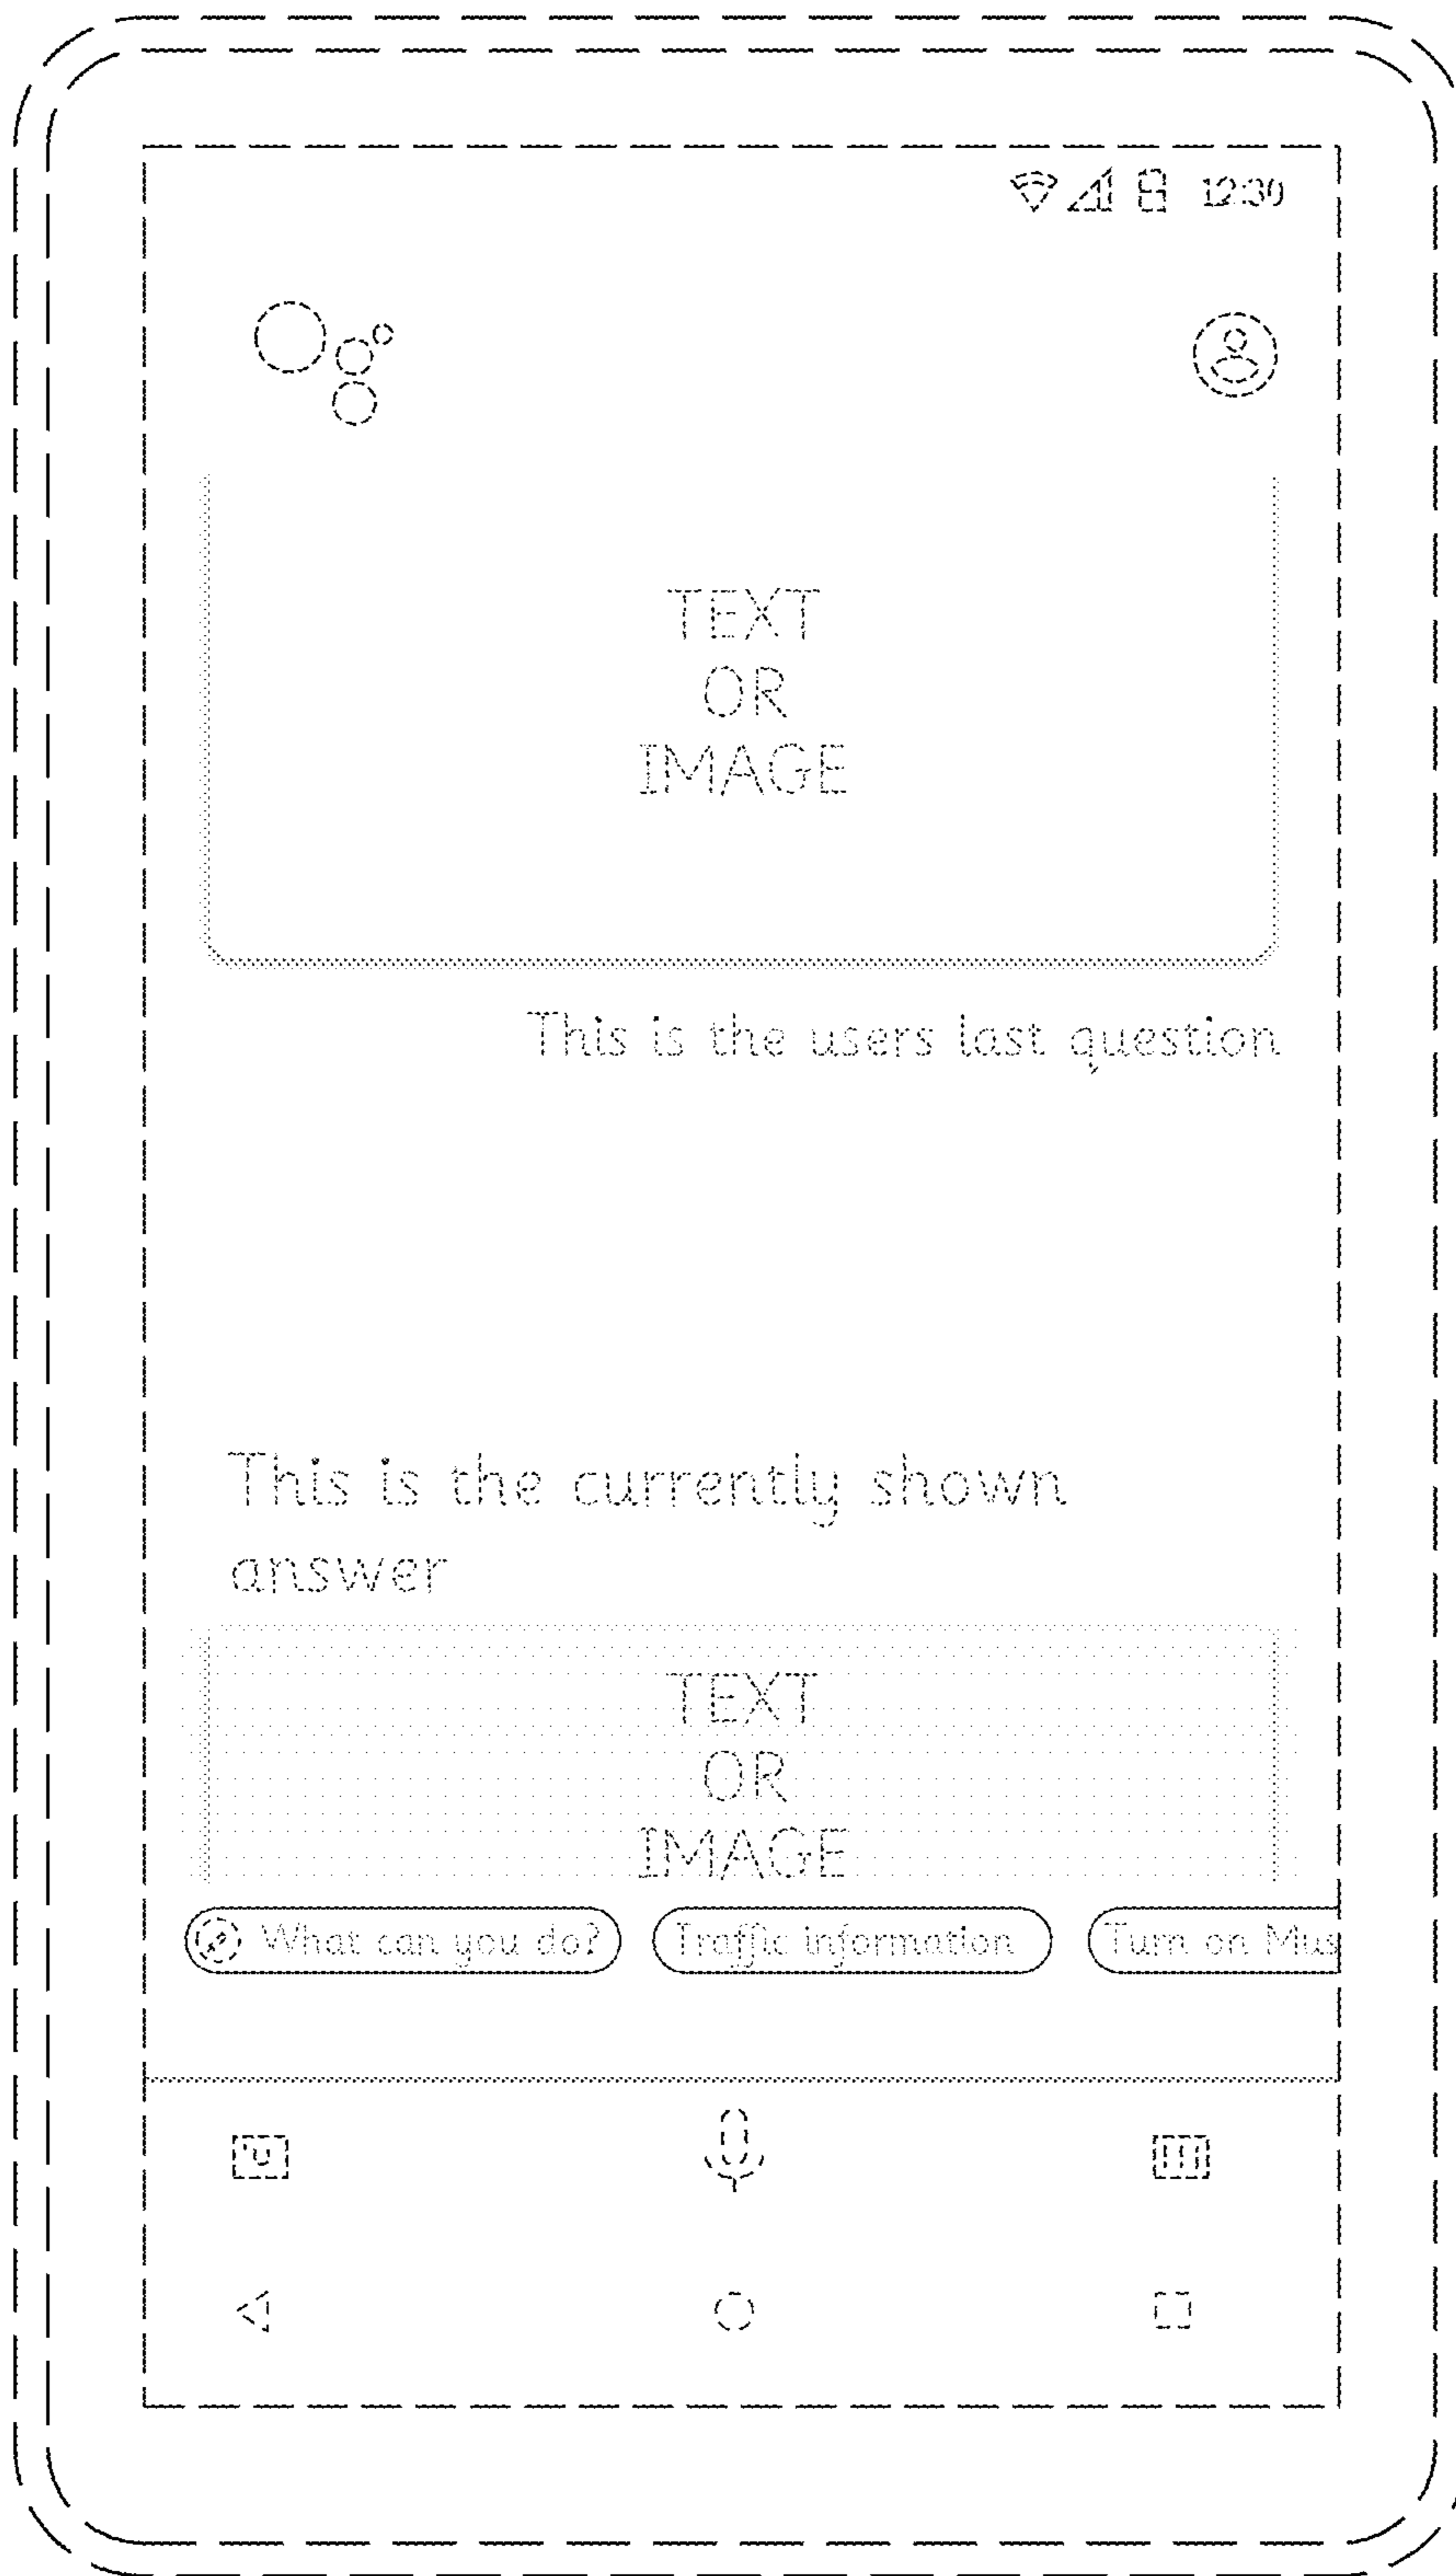 12:30
TEXT
OR
IMAGE
This is the users last question
This is the currently shown
answer
TEXT
OR
IMAGE
What can you do?
Traffic information
Turn on Mus